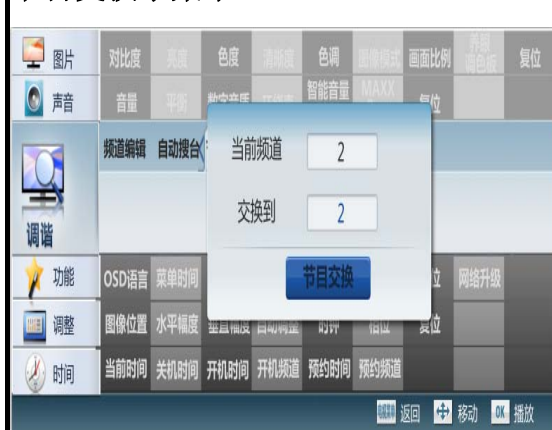 图片 对比度 亮度 色度 清晰度 色调 图像模式 画面比例 养眼 调色板 复位
声音 音量 平衡 智能音量 MAXX
频道编辑 自动搜台
当前频道 2
交换到 2
节目交换
调谐
功能 OSD语言 菜单时间 网络升级
调整 图像位置 水平幅度 垂直幅度 自动调整 时钟 相位 复位
时间 当前时间 关机时间 开机时间 开机频道 预约时间 预约频道
返回 移动 OK 播放